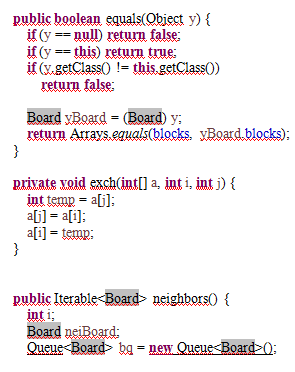 public boolean equals(Object y) {
if (y == null) return false;
if (y == this) return true;
if (y.getClass() != this.getClass())
return false;
Board yBoard = (Board) y;
return Arrays.equals(blocks, yBoard.blocks);
}
private void exch(int[] a, int i, int j) {
int temp = a[j];
a[j] = a[i];
a[i] = temp;
}
public Iterable<Board> neighbors() {
int i;
Board neiBoard;
Queue<Board> bq = new Queue<Board>();